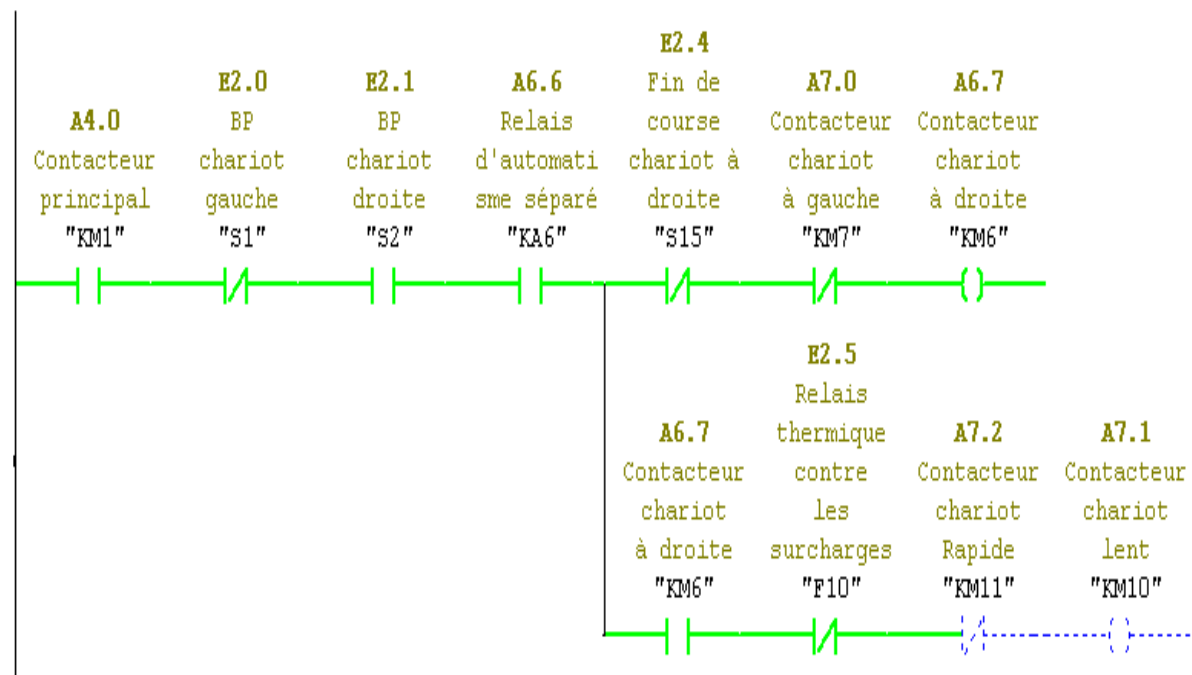 A4.0
Contacteur
principal
"KM1"
E2.0
BP
chariot
gauche
"S1"
E2.1
BP
chariot
droite
"S2"
A6.6
Relais
d'automati
sme séparé
"KA6"
E2.4
Fin de
course
chariot à
droite
"S15"
A7.0
Contacteur
chariot
à gauche
"KM7"
A6.7
Contacteur
chariot
à droite
"KM6"
A6.7
Contacteur
chariot
à droite
"KM6"
E2.5
Relais
thermique
contre
les
surcharges
"F10"
A7.2
Contacteur
chariot
Rapide
"KM11"
A7.1
Contacteur
chariot
lent
"KM10"